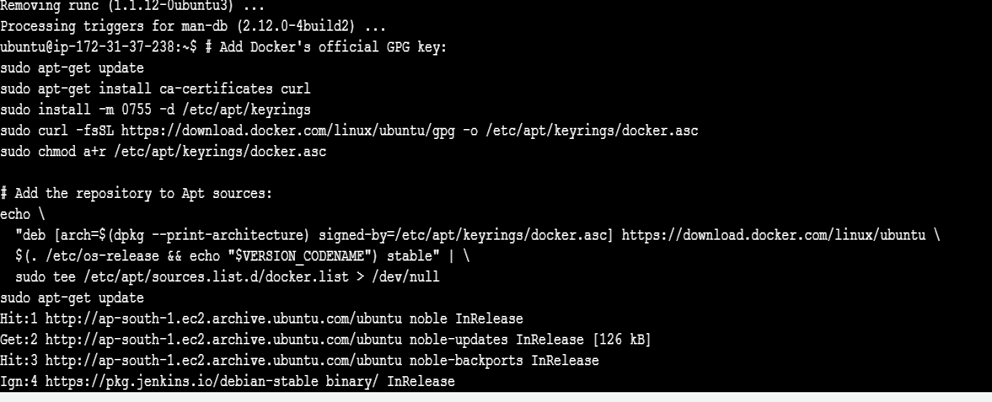 Removing runc (1.1.12-0ubuntu3) ...
Processing triggers for man-db (2.12.0-4build2) ...
ubuntu@ip-172-31-37-238:~$ # Add Docker's official GPG key:
sudo apt-get update
sudo apt-get install ca-certificates curl
sudo install -m 0755 -d /etc/apt/keyrings
sudo curl -fsSL https://download.docker.com/linux/ubuntu/gpg -o /etc/apt/keyrings/docker.asc
sudo chmod a+r /etc/apt/keyrings/docker.asc
# Add the repository to Apt sources:
echo \
"deb [arch=$(dpkg --print-architecture) signed-by=/etc/apt/keyrings/docker.asc] https://download.docker.com/linux/ubuntu \
$(. /etc/os-release && echo "$VERSION_CODENAME") stable" | \
sudo tee /etc/apt/sources.list.d/docker.list > /dev/null
sudo apt-get update
Hit:1 http://ap-south-1.ec2.archive.ubuntu.com/ubuntu noble InRelease
Get:2 http://ap-south-1.ec2.archive.ubuntu.com/ubuntu noble-updates InRelease [126 kB]
Hit:3 http://ap-south-1.ec2.archive.ubuntu.com/ubuntu noble-backports InRelease
Ign:4 https://pkg.jenkins.io/debian-stable binary/ InRelease